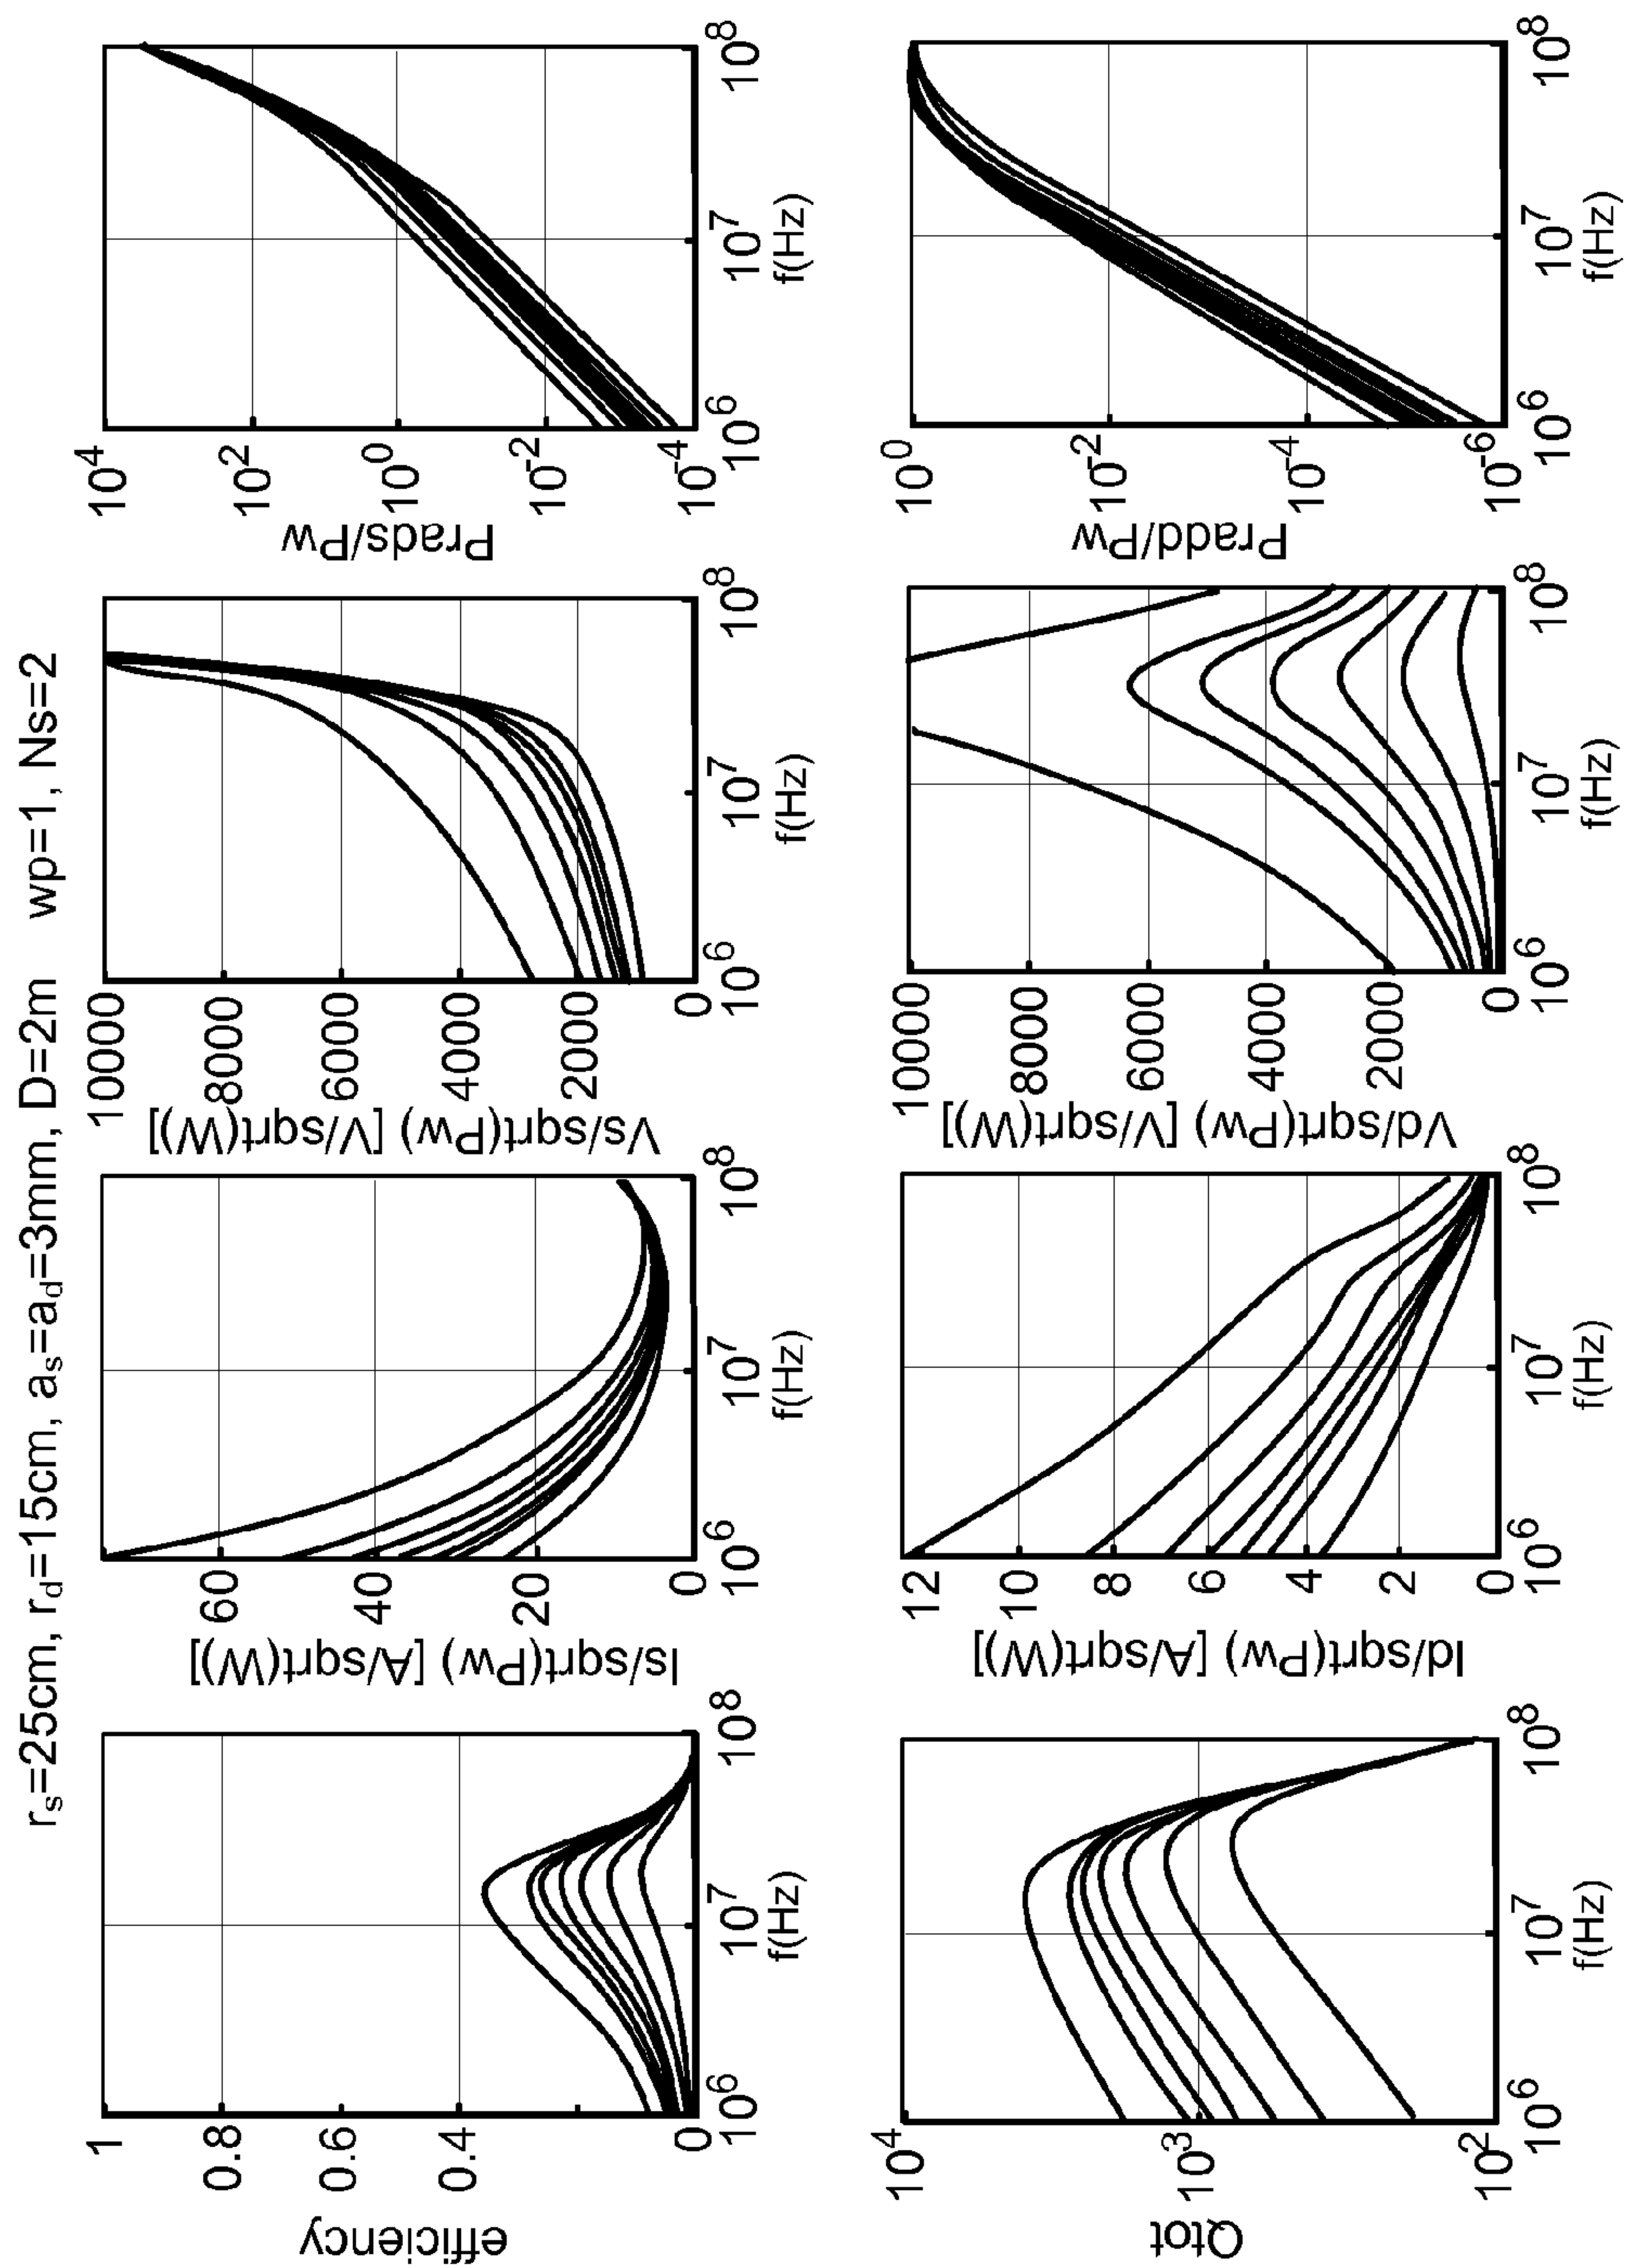 r_s=25cm, r_d=15cm, a_s=a_d=3mm, D=2m wp=1, Ns=2
efficiency
1
0.8
0.6
0.4
0
10^6 10^7 10^8
f(Hz)
Is/sqrt(Pw) [A/sqrt(W)]
60
40
20
0
10^6 10^7 10^8
f(Hz)
Vs/sqrt(Pw) [V/sqrt(W)]
10000
80000
6000
40000
2000
0
10^6 10^7 10^8
f(Hz)
Prads/Pw
10^4
10^2
10^0
10^-2
10^-4
10^6 10^7 10^8
f(Hz)
Qtot
10^4
10^3
10^2
10^6 10^7 10^8
f(Hz)
Id/sqrt(Pw) [A/sqrt(W)]
12
10
8
6
4
2
0
10^6 10^7 10^8
f(Hz)
Vd/sqrt(Pw) [V/sqrt(W)]
100000
80000
60000
40000
20000
0
10^6 10^7 10^8
f(Hz)
Pradd/Pw
10^0
10^-2
10^-4
10^-6
10^6 10^7 10^8
f(Hz)